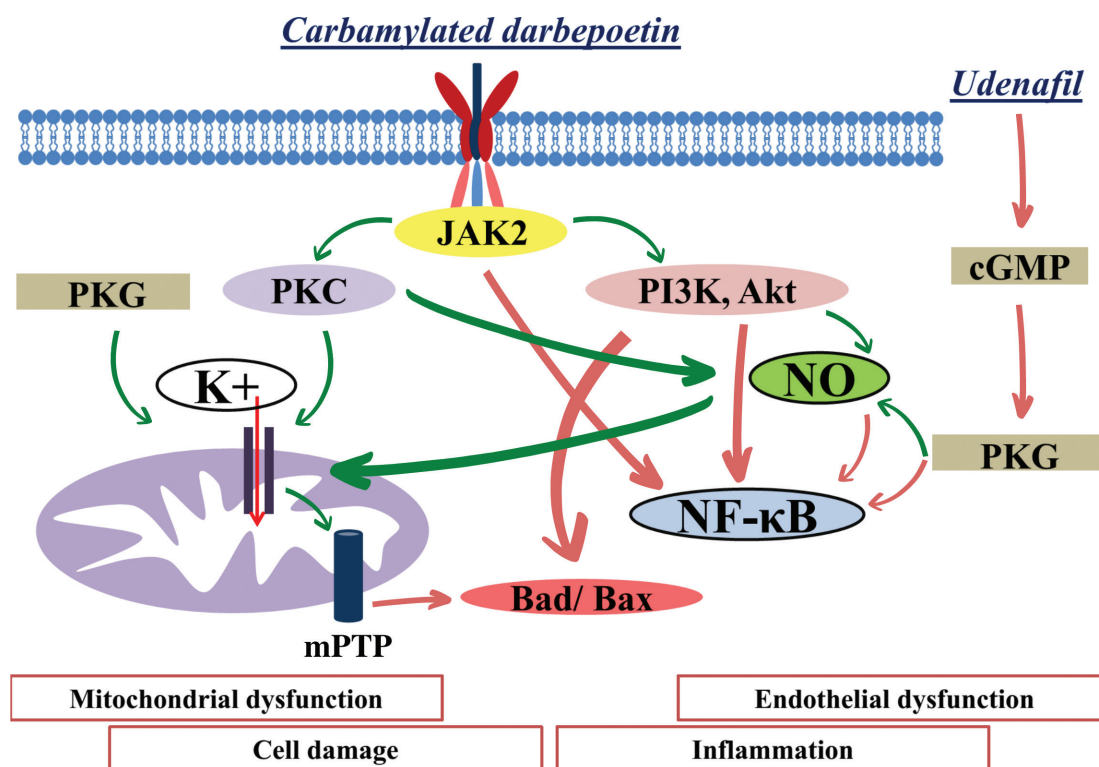 Carbamylated darbepoetin
Udenafil
JAK2
cGMP
PKG
PKC
PI3K, Akt
K+
NO
PKG
NF-κB
Bad/ Bax
mPTP
Mitochondrial dysfunction
Endothelial dysfunction
Cell damage
Inflammation